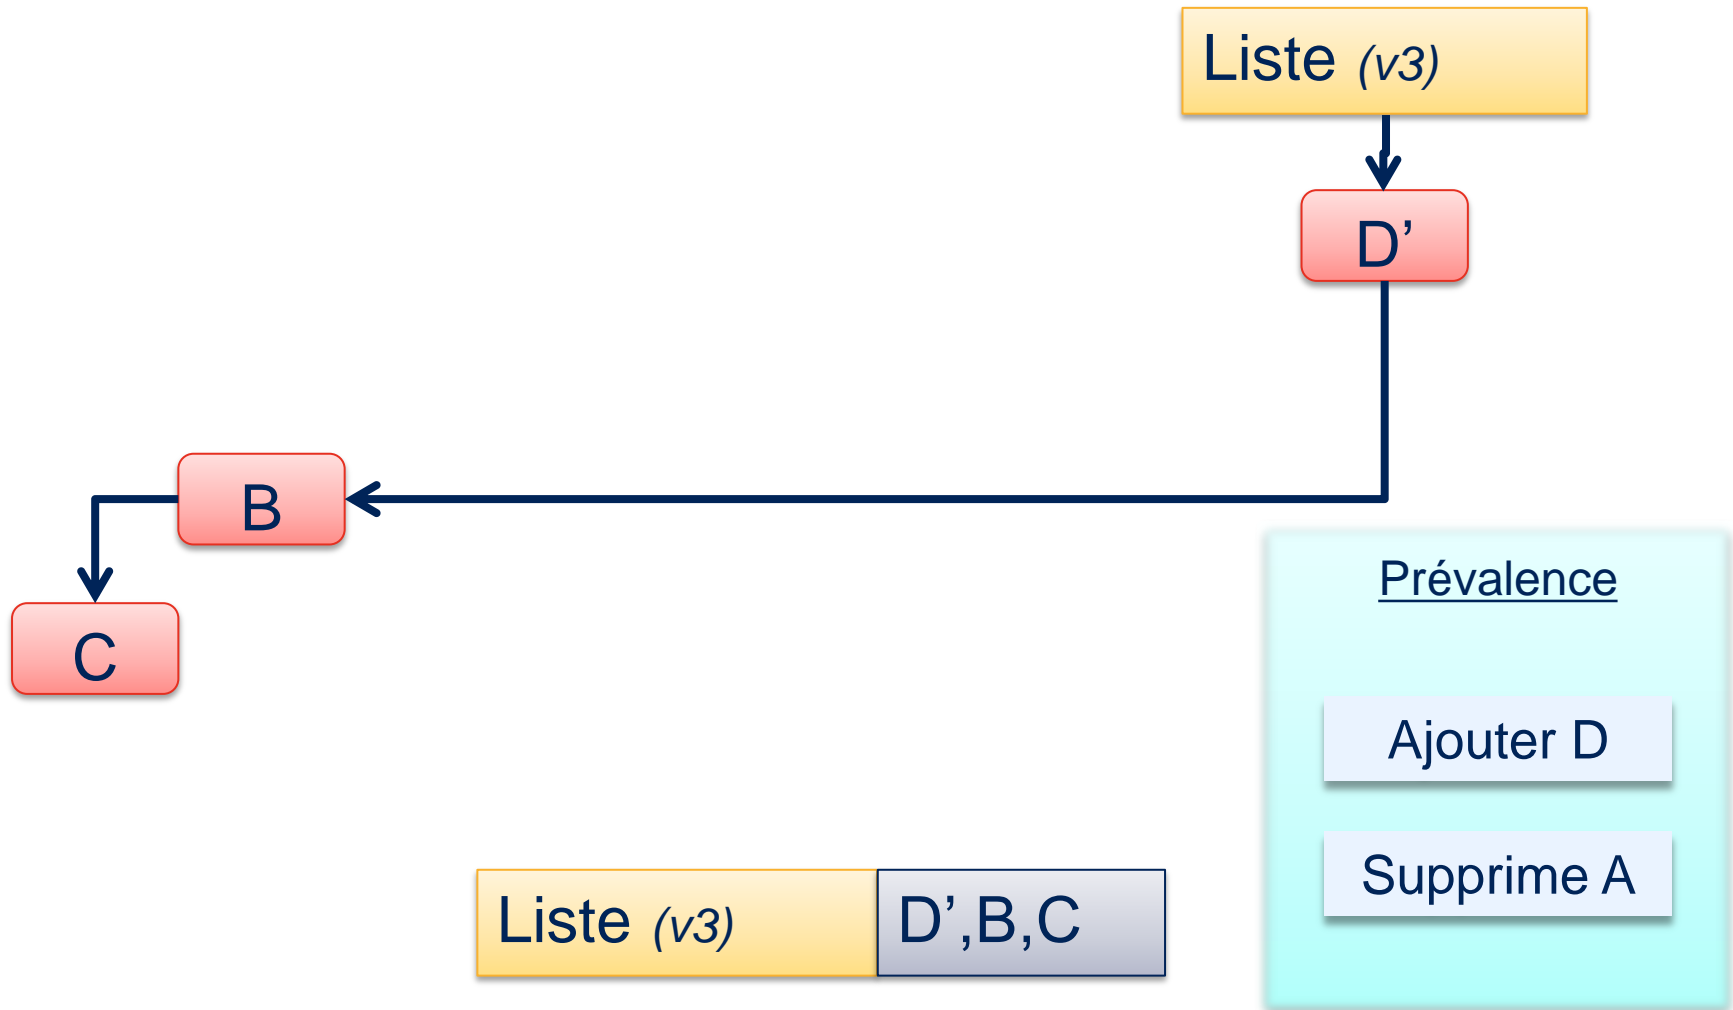 Liste (v3)
D’
B
C
Prévalence
Ajouter D
Supprime A
Liste (v3)
D’,B,C